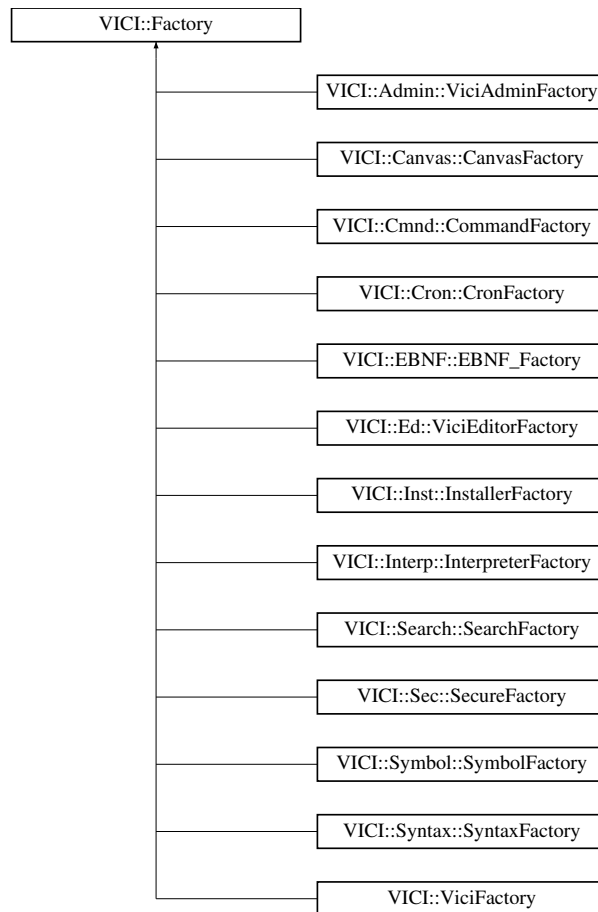 VICI::Factory
VICI::Admin::ViciAdminFactory
VICI::Canvas::CanvasFactory
VICI::Cmnd::CommandFactory
VICI::Cron::CronFactory
VICI::EBNF::EBNF_Factory
VICI::Ed::ViciEditorFactory
VICI::Inst::InstallerFactory
VICI::Interp::InterpreterFactory
VICI::Search::SearchFactory
VICI::Sec::SecureFactory
VICI::Symbol::SymbolFactory
VICI::Syntax::SyntaxFactory
VICI::ViciFactory